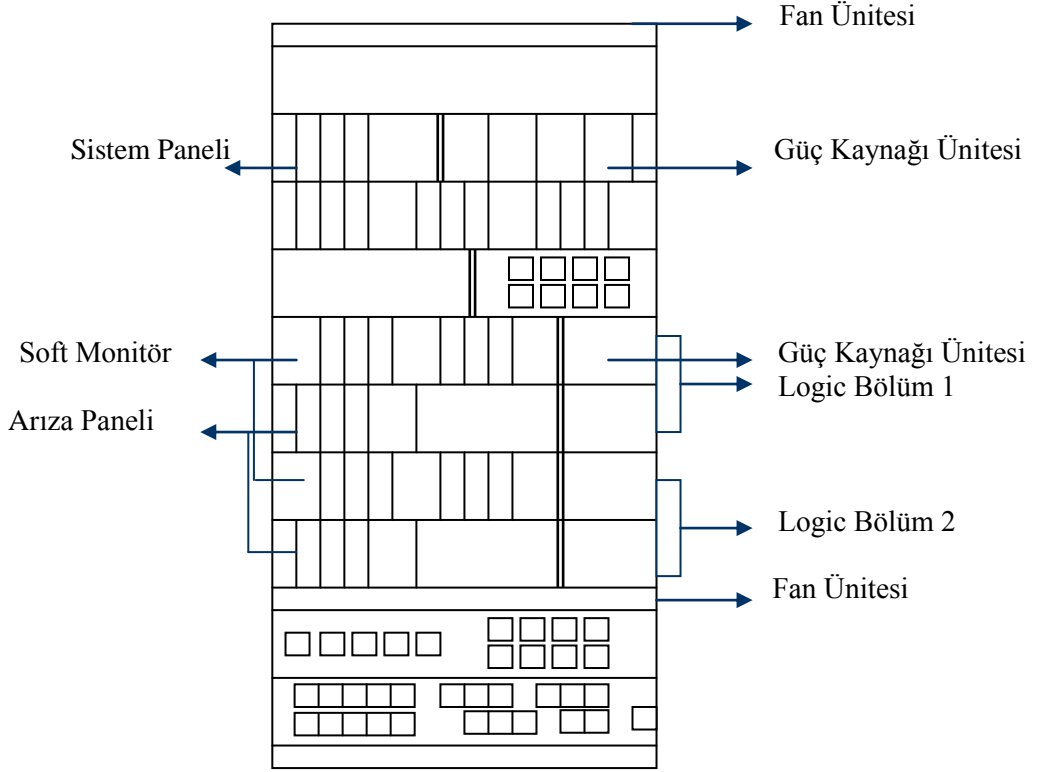 Fan Ünitesi
Sistem Paneli
Güç Kaynağı Ünitesi
Soft Monitör
Güç Kaynağı Ünitesi
Logic Bölüm 1
Arıza Paneli
Logic Bölüm 2
Fan Ünitesi